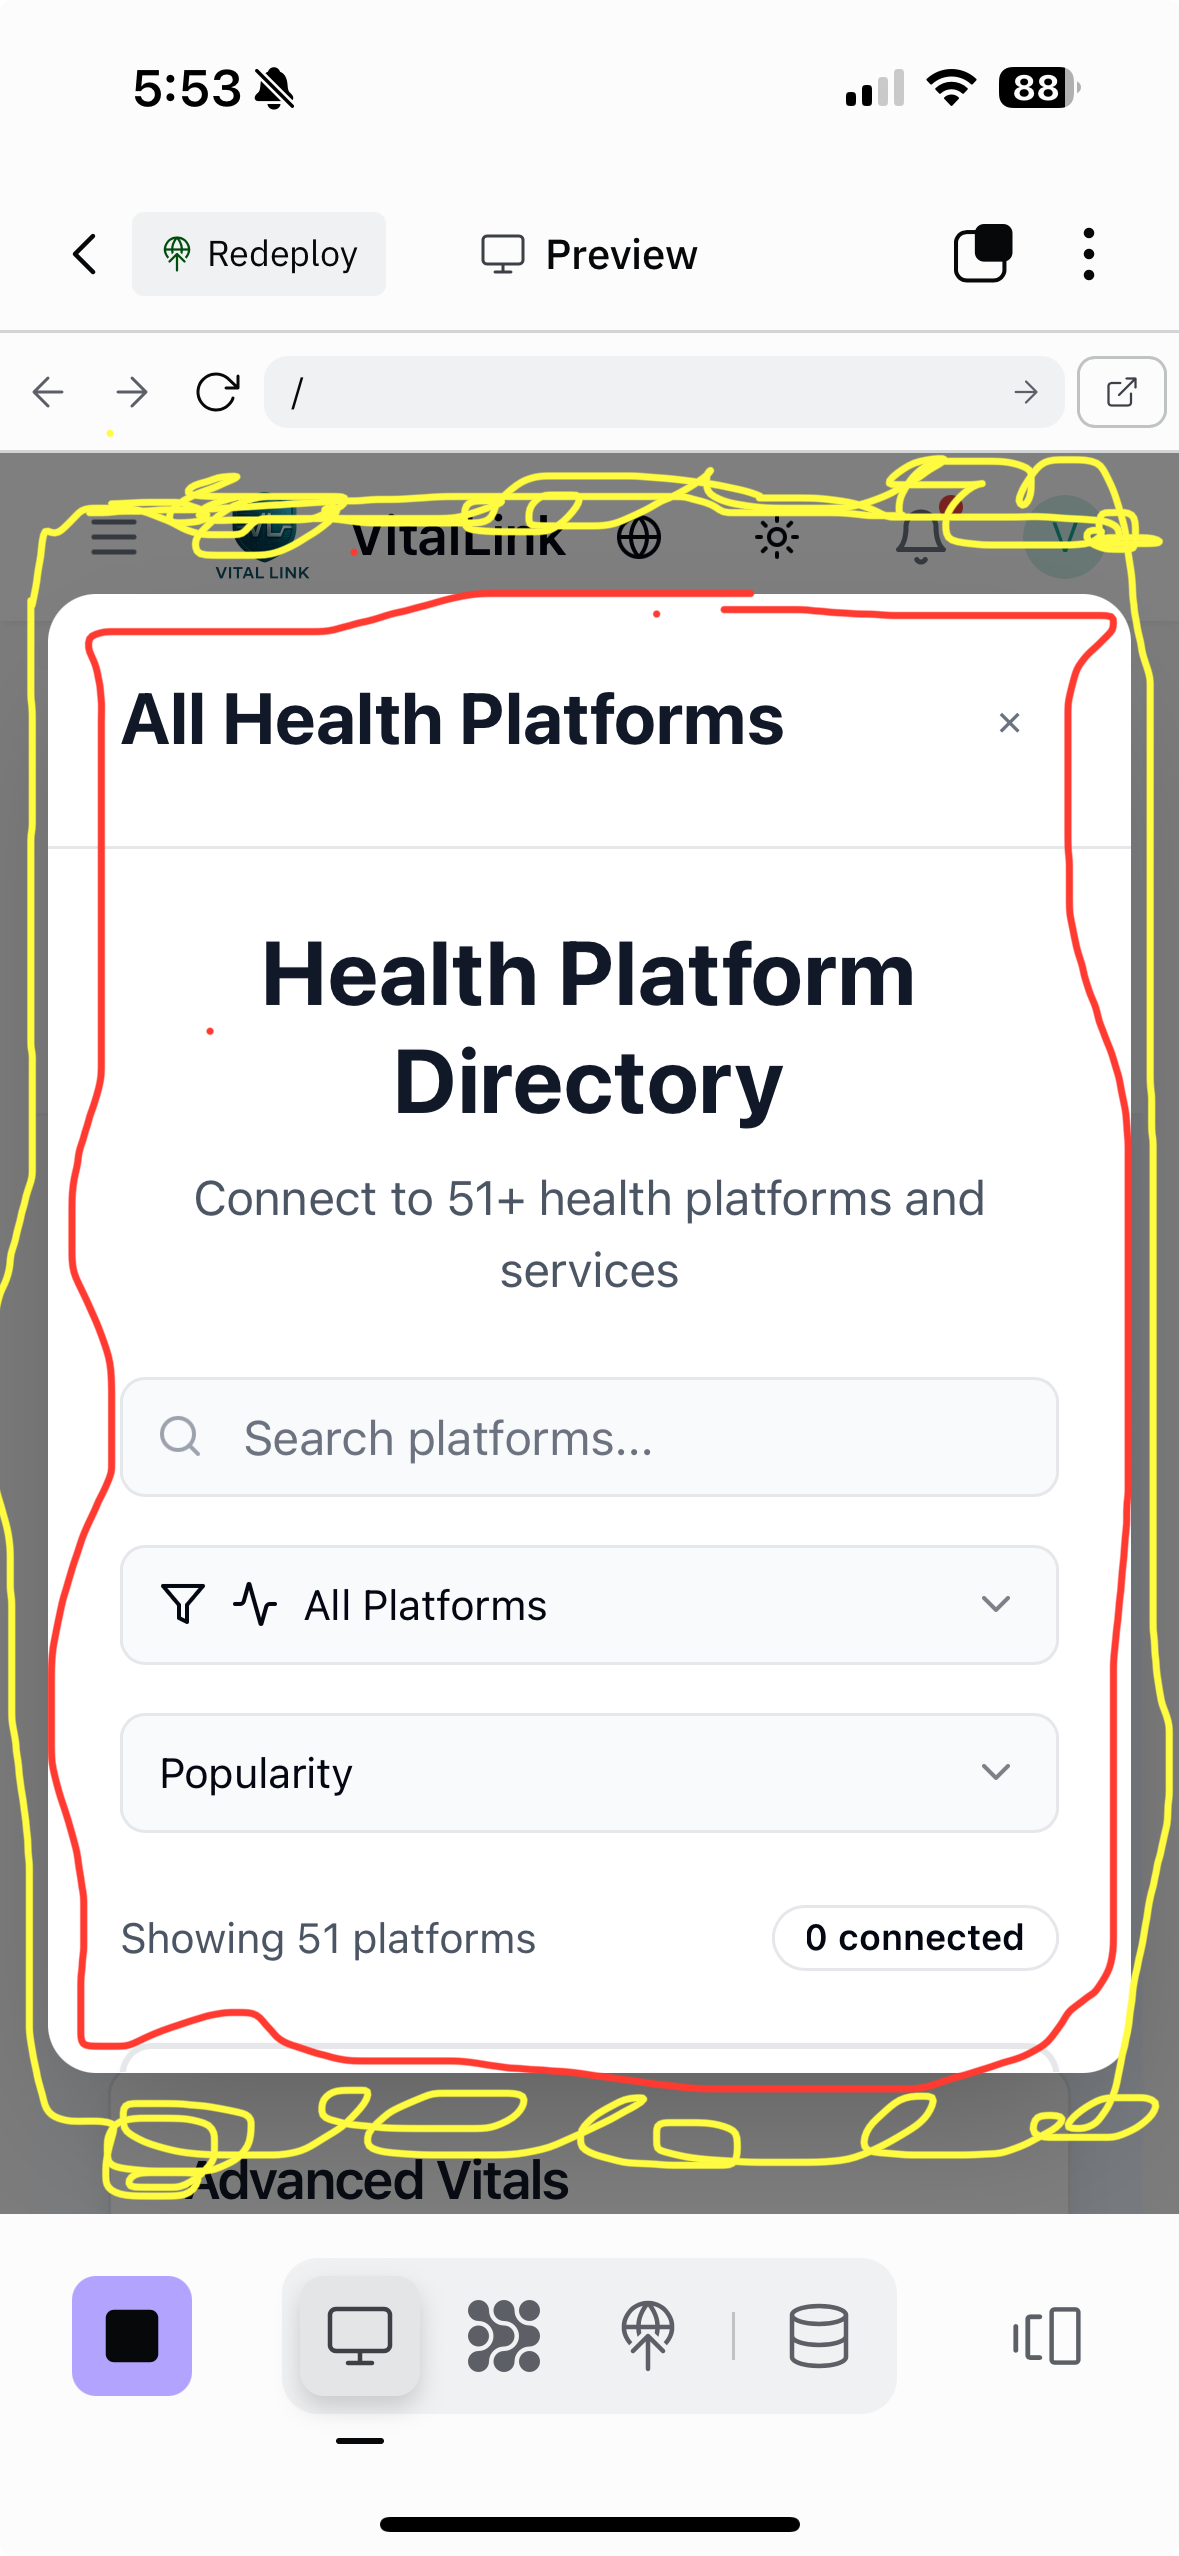 5:53
88
Redeploy
Preview
/
VL
VITAL LINK
VitalLink
V
All Health Platforms
×
Health Platform
Directory
Connect to 51+ health platforms and
services
Search platforms...
All Platforms
Popularity
Showing 51 platforms
0 connected
Advanced Vitals